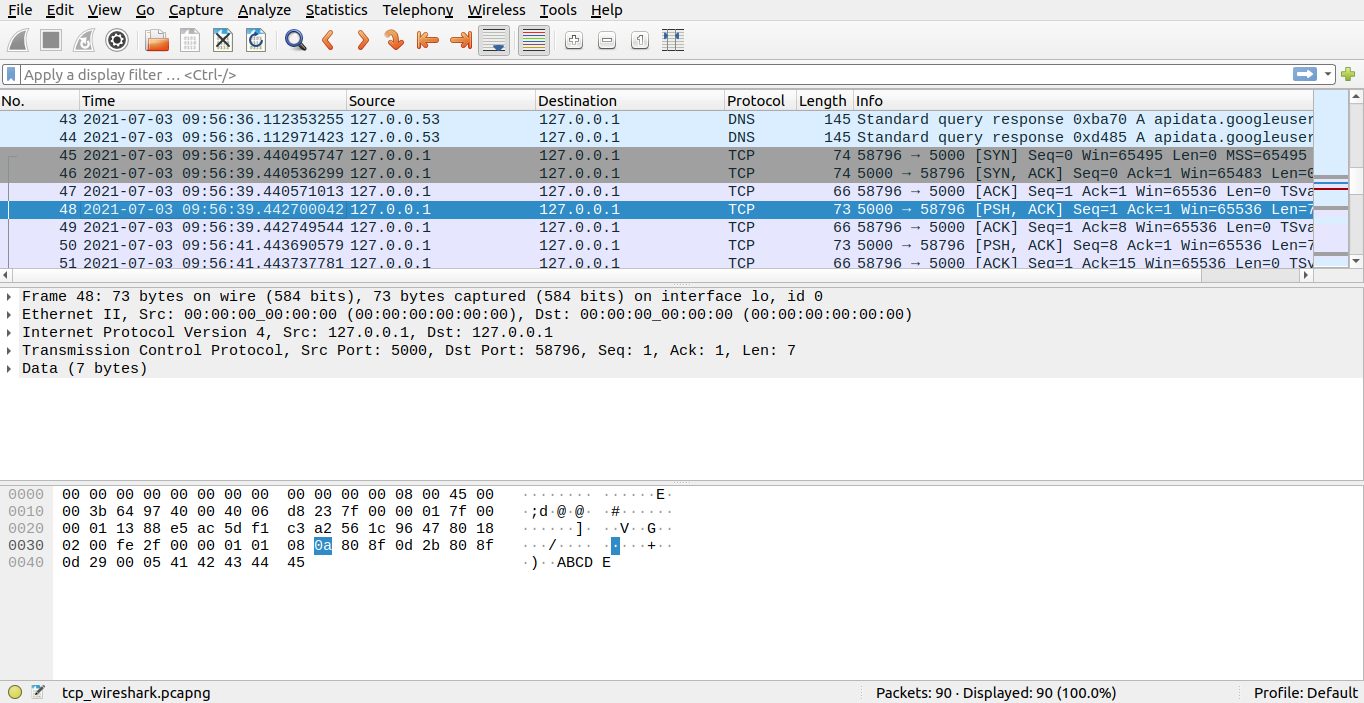 File Edit View Go Capture Analyze Statistics Telephony Wireless Tools Help
Apply a display filter … <Ctrl-/>
No. Time Source Destination Protocol Length Info
43 2021-07-03 09:56:36.112353255 127.0.0.53 127.0.0.1 DNS 145 Standard query response 0xba70 A apidata.googleuser
44 2021-07-03 09:56:36.112971423 127.0.0.53 127.0.0.1 DNS 145 Standard query response 0xd485 A apidata.googleuser
45 2021-07-03 09:56:39.440495747 127.0.0.1 127.0.0.1 TCP 74 58796 → 5000 [SYN] Seq=0 Win=65495 Len=0 MSS=65495
46 2021-07-03 09:56:39.440536299 127.0.0.1 127.0.0.1 TCP 74 5000 → 58796 [SYN, ACK] Seq=0 Ack=1 Win=65483 Len=0
47 2021-07-03 09:56:39.440571013 127.0.0.1 127.0.0.1 TCP 66 58796 → 5000 [ACK] Seq=1 Ack=1 Win=65536 Len=0 TSva
48 2021-07-03 09:56:39.442700042 127.0.0.1 127.0.0.1 TCP 73 5000 → 58796 [PSH, ACK] Seq=1 Ack=1 Win=65536 Len=7
49 2021-07-03 09:56:39.442749544 127.0.0.1 127.0.0.1 TCP 66 58796 → 5000 [ACK] Seq=1 Ack=8 Win=65536 Len=0 TSva
50 2021-07-03 09:56:41.443690579 127.0.0.1 127.0.0.1 TCP 73 5000 → 58796 [PSH, ACK] Seq=8 Ack=1 Win=65536 Len=7
51 2021-07-03 09:56:41.443737781 127.0.0.1 127.0.0.1 TCP 66 58796 → 5000 [ACK] Seq=1 Ack=15 Win=65536 Len=0 TSv
Frame 48: 73 bytes on wire (584 bits), 73 bytes captured (584 bits) on interface lo, id 0
Ethernet II, Src: 00:00:00_00:00:00 (00:00:00:00:00:00), Dst: 00:00:00_00:00:00 (00:00:00:00:00:00)
Internet Protocol Version 4, Src: 127.0.0.1, Dst: 127.0.0.1
Transmission Control Protocol, Src Port: 5000, Dst Port: 58796, Seq: 1, Ack: 1, Len: 7
Data (7 bytes)
0000 00 00 00 00 00 00 00 00 00 00 00 00 08 00 45 00 ········ ······E·
0010 00 3b 64 97 40 00 40 06 d8 23 7f 00 00 01 7f 00 ·;d·@·@· ·#······
0020 00 01 13 88 e5 ac 5d f1 c3 a2 56 1c 96 47 80 18 ······]· ··V··G··
0030 02 00 fe 2f 00 00 01 01 08 0a 80 8f 0d 2b 80 8f ···/···· ·····+··
0040 0d 29 00 05 41 42 43 44 45 ·)··ABCD E
tcp_wireshark.pcapng Packets: 90 · Displayed: 90 (100.0%) Profile: Default